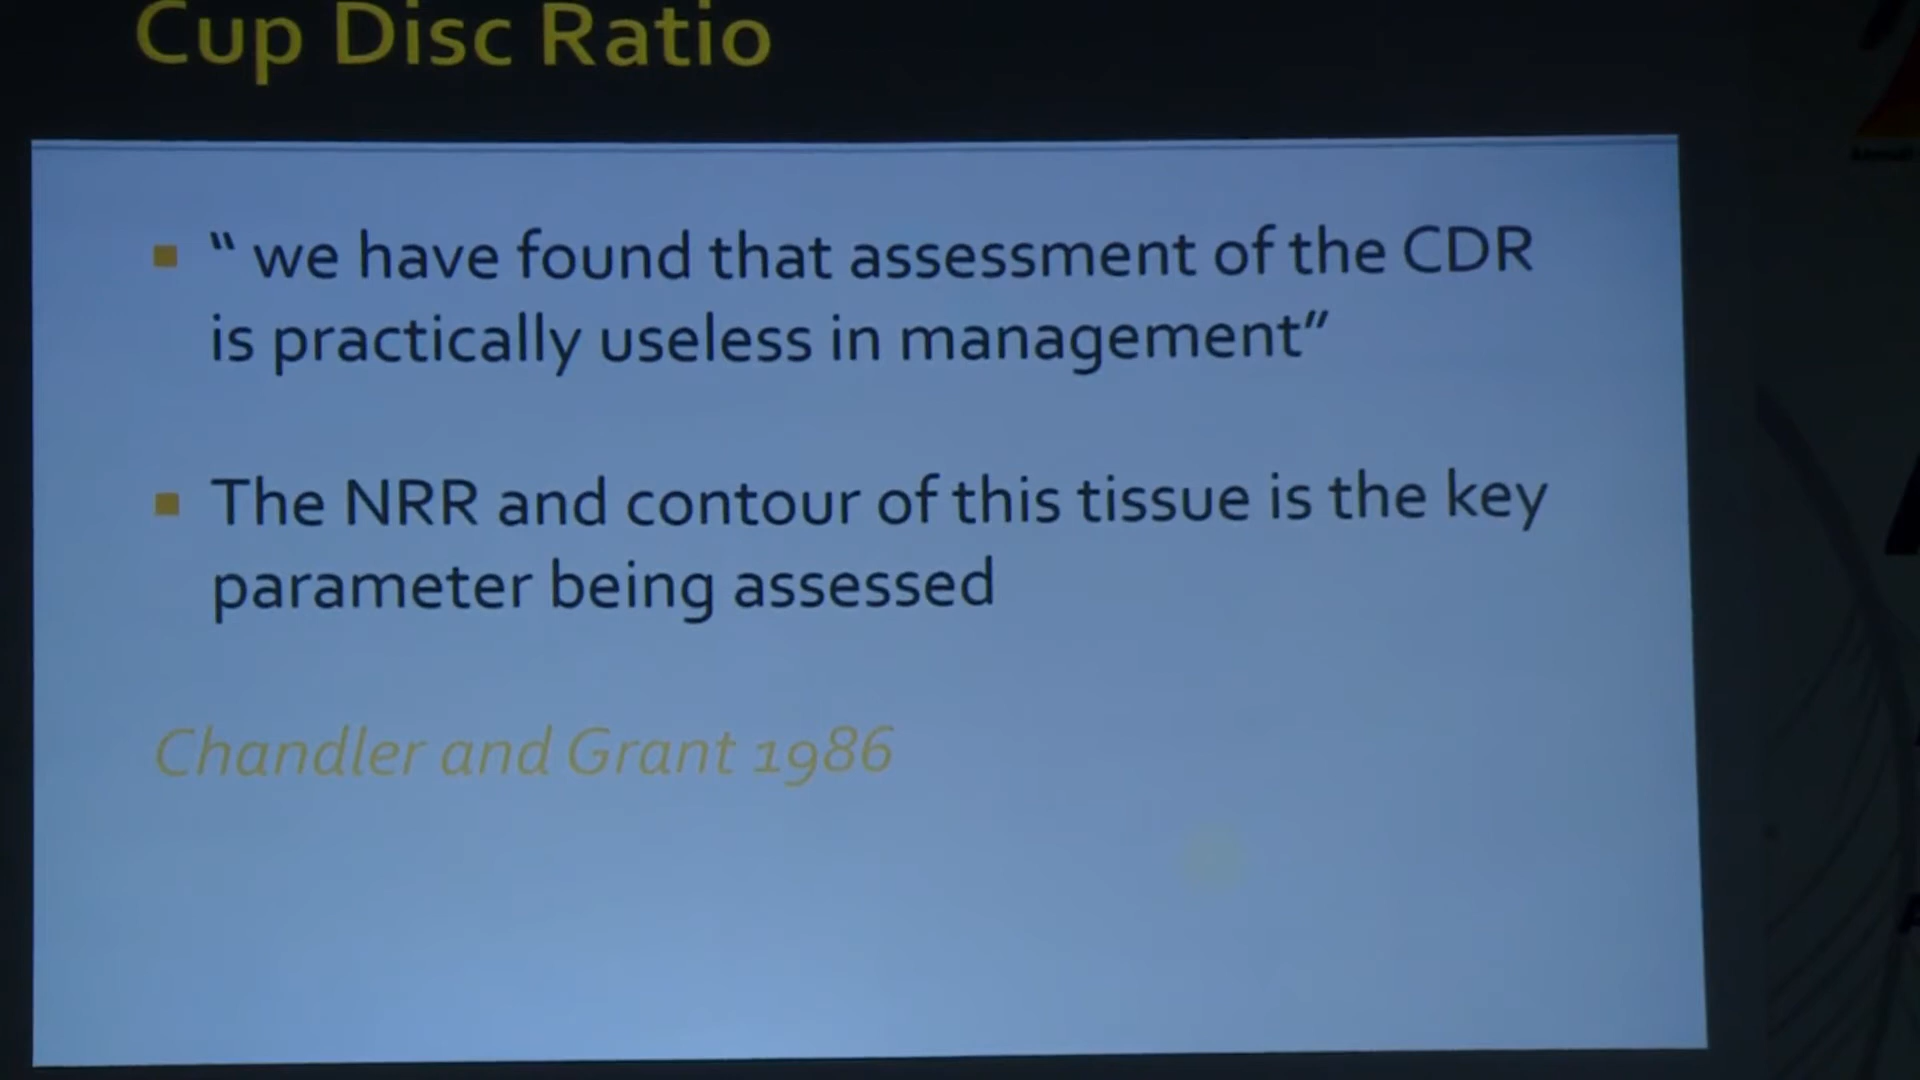 Cup Disc Ratio
“ we have found that assessment of the CDR
is practically useless in management”
The NRR and contour of this tissue is the key
parameter being assessed
Chandler and Grant 1986